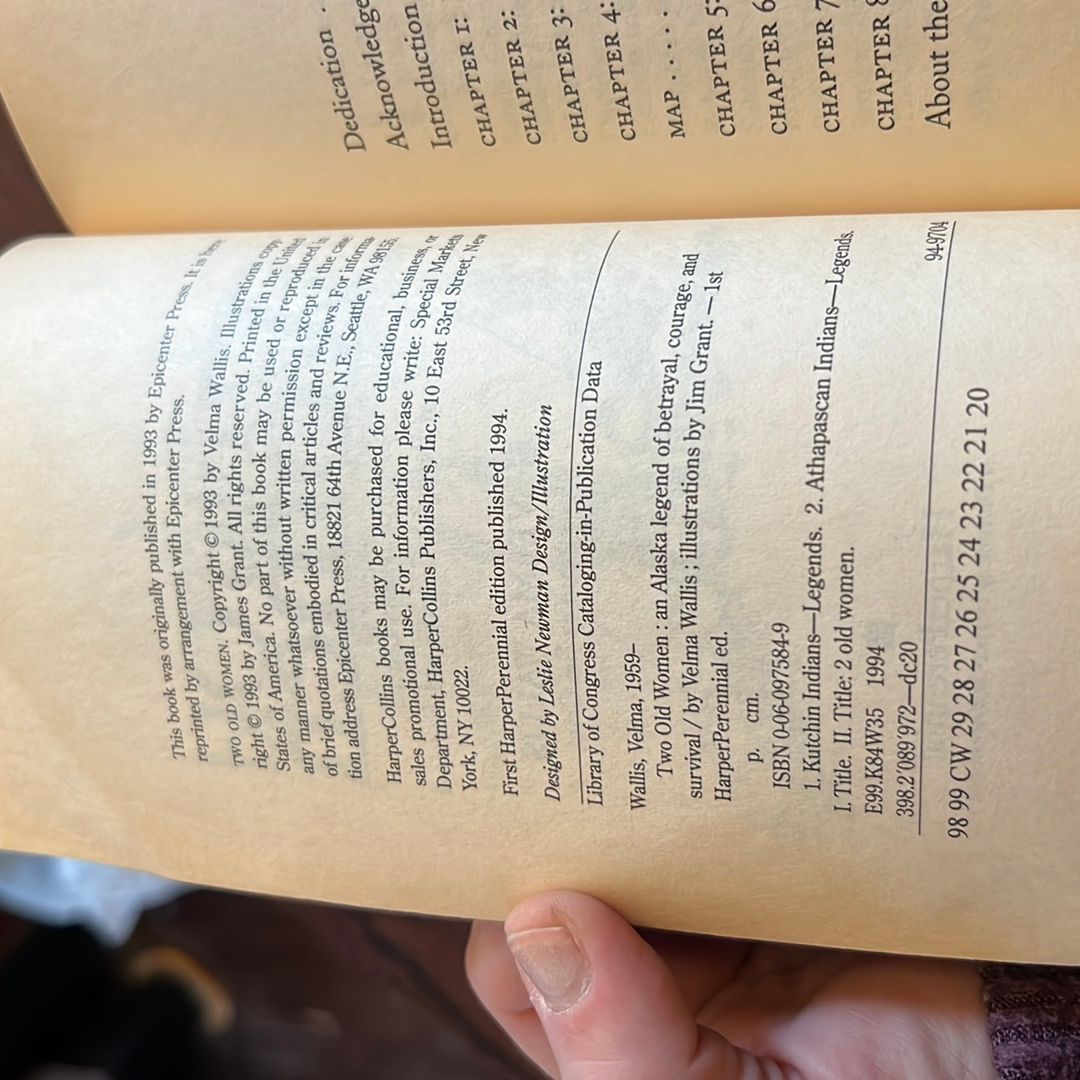 This book was originally published in 1993 by Epicenter Press. It is here
reprinted by arrangement with Epicenter Press.
TWO OLD WOMEN. Copyright © 1993 by Velma Wallis. Illustrations copy-
right © 1993 by James Grant. All rights reserved. Printed in the United
States of America. No part of this book may be used or reproduced in
any manner whatsoever without written permission except in the case
of brief quotations embodied in critical articles and reviews. For informa-
tion address Epicenter Press, 18821 64th Avenue N.E., Seattle, WA 98155
HarperCollins books may be purchased for educational, business, or
sales promotional use. For information please write: Special Markets
Department, HarperCollins Publishers, Inc., 10 East 53rd Street, New
York, NY 10022.
First HarperPerennial edition published 1994.
Designed by Leslie Newman Design/Illustration
Library of Congress Cataloging-in-Publication Data
Wallis, Velma, 1959–
Two Old Women : an Alaska legend of betrayal, courage, and
survival / by Velma Wallis ; illustrations by Jim Grant. — 1st
HarperPerennial ed.
p. cm.
ISBN 0-06-097584-9
1. Kutchin Indians—Legends. 2. Athapascan Indians—Legends.
I. Title. II. Title: 2 old women.
E99.K84W35 1994
398.2'089'972—dc20 94-9704
98 99 CW 29 28 27 26 25 24 23 22 21 20
Dedication .
Acknowledge
Introduction
CHAPTER 1:
CHAPTER 2:
CHAPTER 3:
CHAPTER 4:
MAP . . . . .
CHAPTER 5:
CHAPTER 6
CHAPTER 7
CHAPTER 8
About the